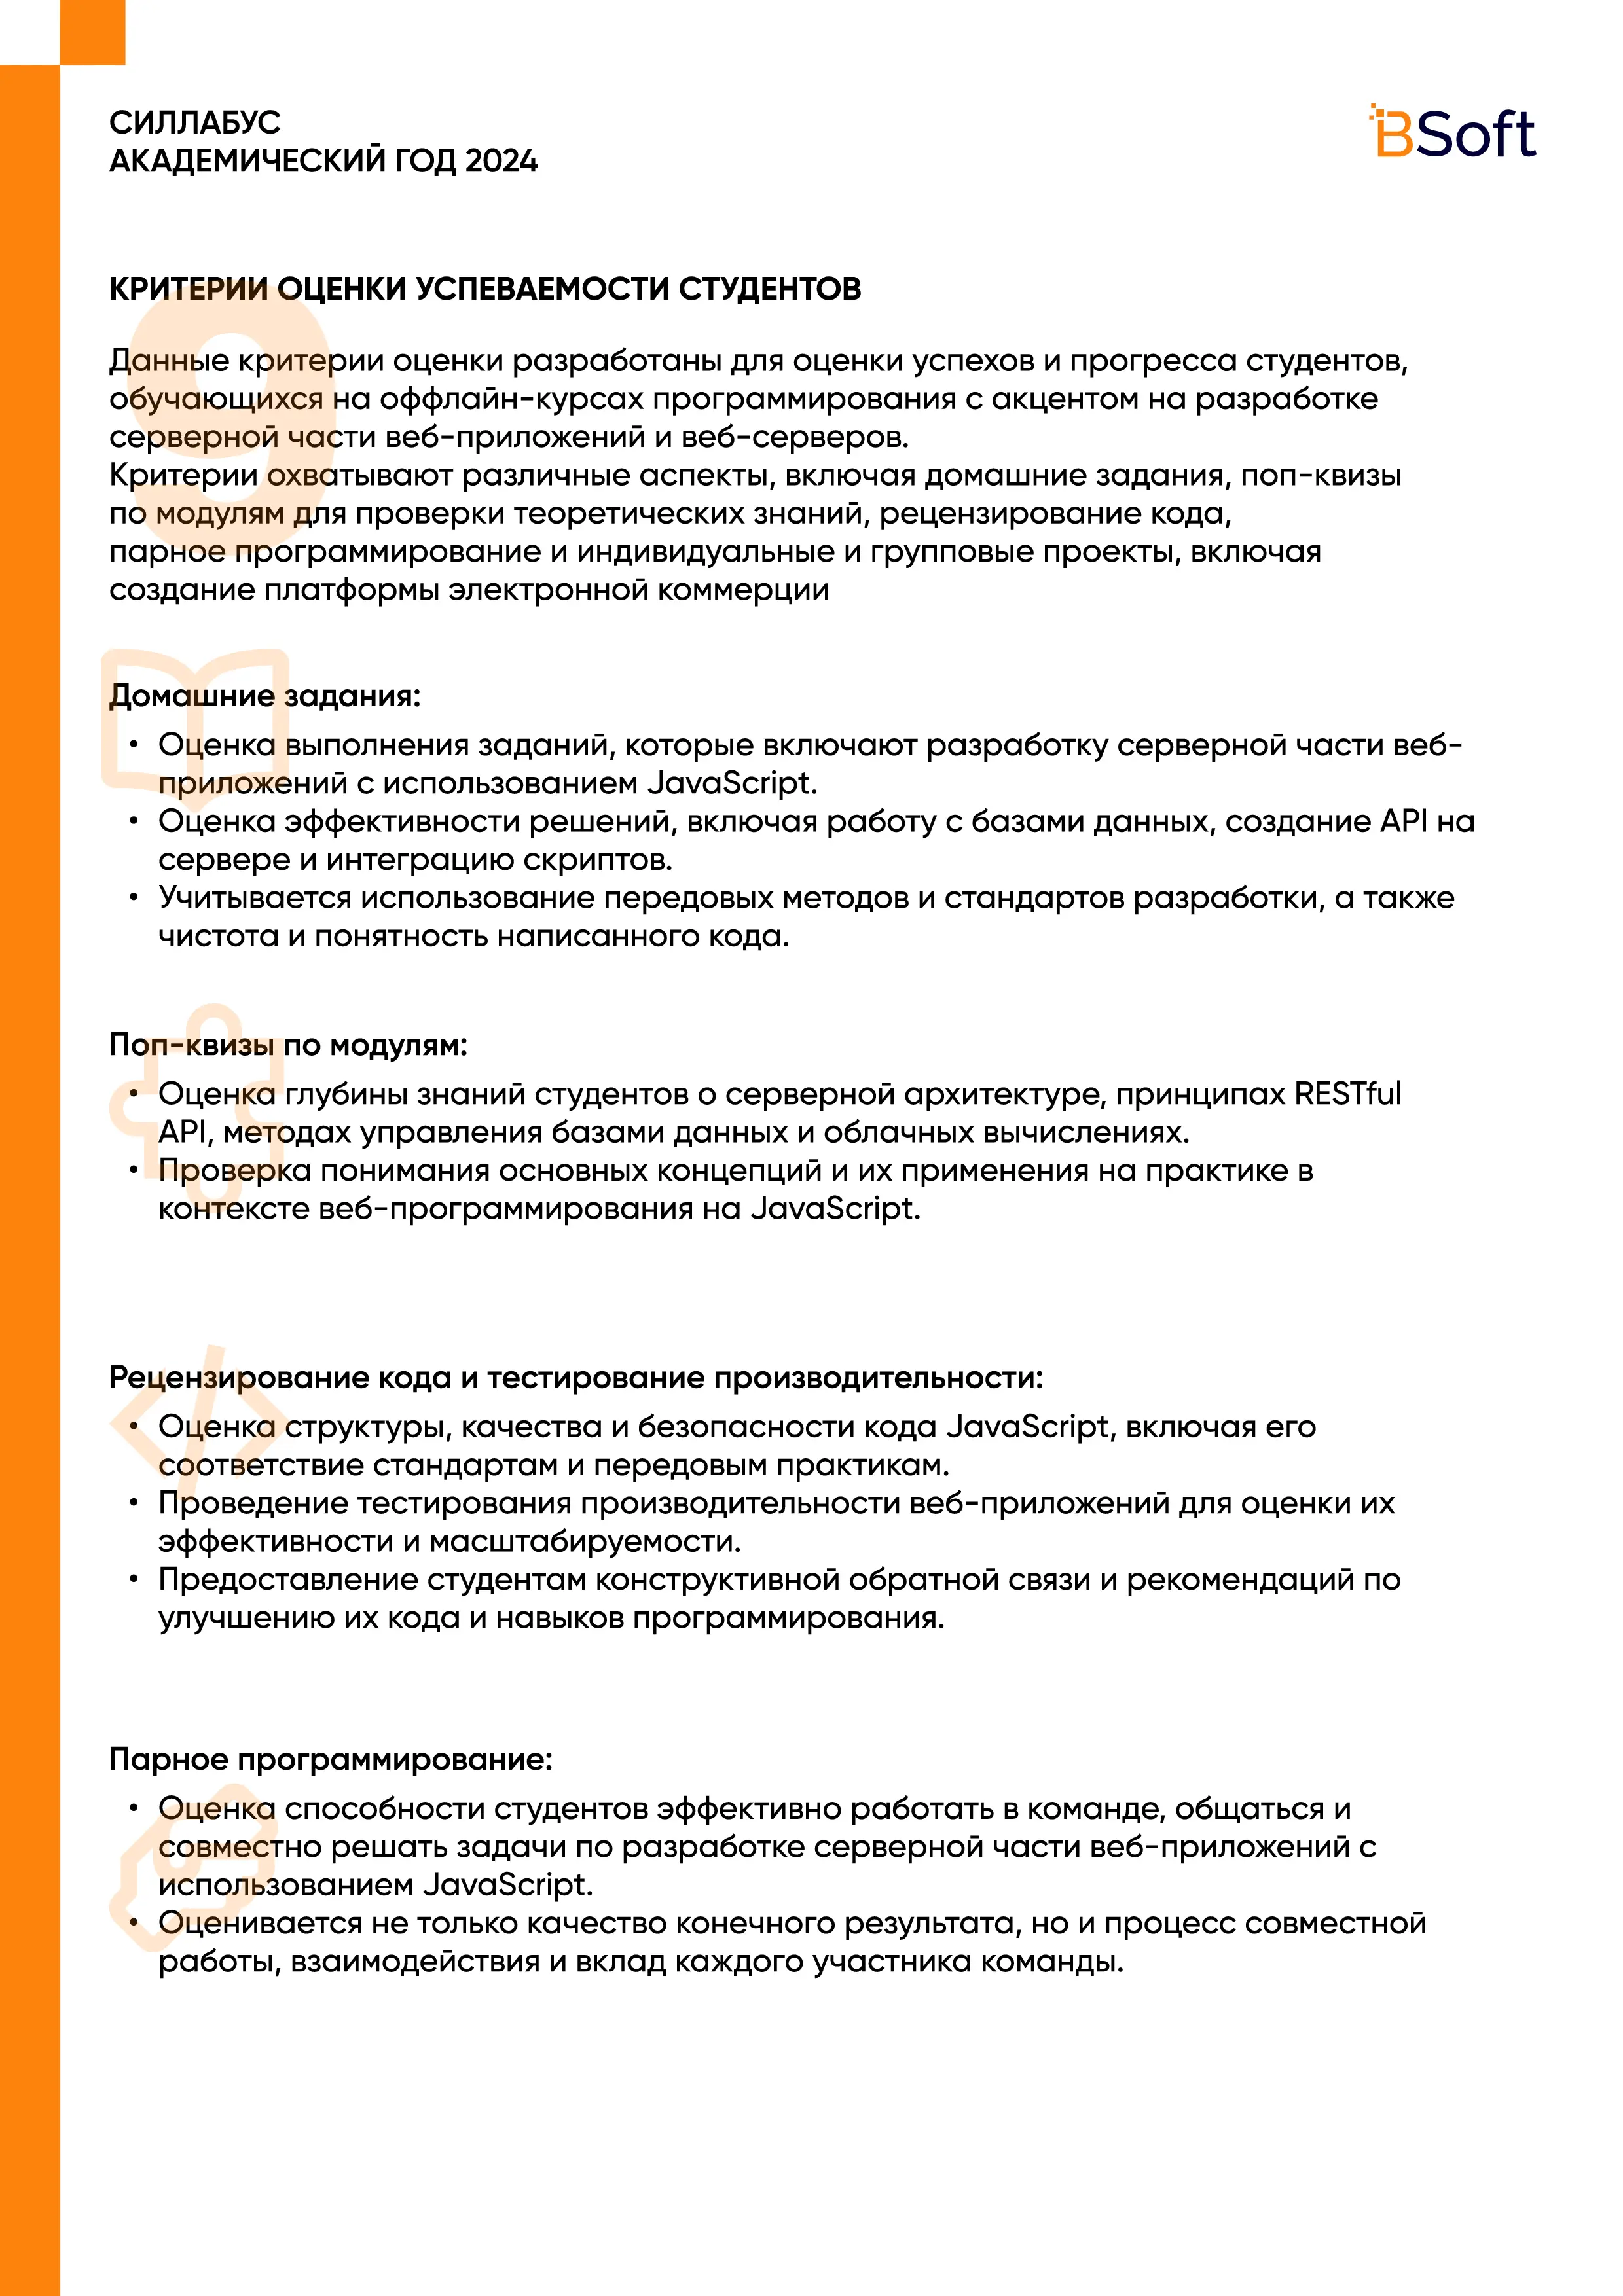 СИЛЛАБУС
АКАДЕМИЧЕСКИЙ ГОД 2024
BSoft
9
КРИТЕРИИ ОЦЕНКИ УСПЕВАЕМОСТИ СТУДЕНТОВ
Данные критерии оценки разработаны для оценки успехов и прогресса студентов,
обучающихся на оффлайн-курсах программирования с акцентом на разработке
серверной части веб-приложений и веб-серверов.
Критерии охватывают различные аспекты, включая домашние задания, поп-квизы
по модулям для проверки теоретических знаний, рецензирование кода,
парное программирование и индивидуальные и групповые проекты, включая
создание платформы электронной коммерции
Домашние задания:
• Оценка выполнения заданий, которые включают разработку серверной части веб-
приложений с использованием JavaScript.
• Оценка эффективности решений, включая работу с базами данных, создание API на
сервере и интеграцию скриптов.
• Учитывается использование передовых методов и стандартов разработки, а также
чистота и понятность написанного кода.
Поп-квизы по модулям:
• Оценка глубины знаний студентов о серверной архитектуре, принципах RESTful
API, методах управления базами данных и облачных вычислениях.
• Проверка понимания основных концепций и их применения на практике в
контексте веб-программирования на JavaScript.
Рецензирование кода и тестирование производительности:
• Оценка структуры, качества и безопасности кода JavaScript, включая его
соответствие стандартам и передовым практикам.
• Проведение тестирования производительности веб-приложений для оценки их
эффективности и масштабируемости.
• Предоставление студентам конструктивной обратной связи и рекомендаций по
улучшению их кода и навыков программирования.
Парное программирование:
• Оценка способности студентов эффективно работать в команде, общаться и
совместно решать задачи по разработке серверной части веб-приложений с
использованием JavaScript.
• Оценивается не только качество конечного результата, но и процесс совместной
работы, взаимодействия и вклад каждого участника команды.